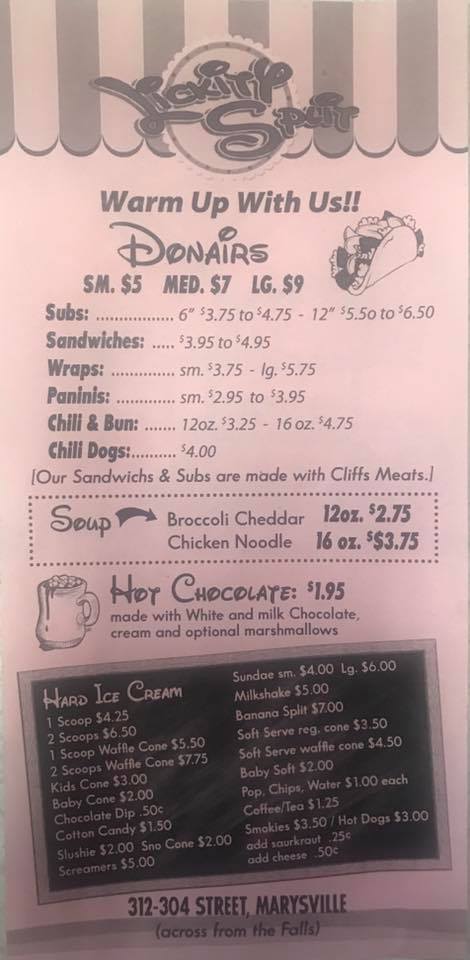 Lickity
Split
Warm Up With Us!!
Donairs
SM. $5 MED. $7 LG. $9
Subs: .................. 6" $3.75 to $4.75 - 12" $5.50 to $6.50
Sandwiches: ..... $3.95 to $4.95
Wraps: ............... sm. $3.75 - lg. $5.75
Paninis: .............. sm. $2.95 to $3.95
Chili & Bun: ....... 12oz. $3.25 - 16 oz. $4.75
Chili Dogs:.......... $4.00
[Our Sandwichs & Subs are made with Cliffs Meats.]
Soup Broccoli Cheddar 12oz. $2.75
Chicken Noodle 16 oz. $$3.75
Hot Chocolate: $1.95
made with White and milk Chocolate,
cream and optional marshmallows
Hard Ice Cream
1 Scoop $4.25
2 Scoops $6.50
1 Scoop Waffle Cone $5.50
2 Scoops Waffle Cone $7.75
Kids Cone $3.00
Baby Cone $2.00
Chocolate Dip .50¢
Cotton Candy $1.50
Slushie $2.00 Sno Cone $2.00
Screamers $5.00
Sundae sm. $4.00 Lg. $6.00
Milkshake $5.00
Banana Split $7.00
Soft Serve reg. cone $3.50
Soft Serve waffle cone $4.50
Baby Soft $2.00
Pop, Chips, Water $1.00 each
Coffee/Tea $1.25
Smokies $3.50 / Hot Dogs $3.00
add saurkraut .25¢
add cheese .50¢
312-304 STREET, MARYSVILLE
(across from the Falls)